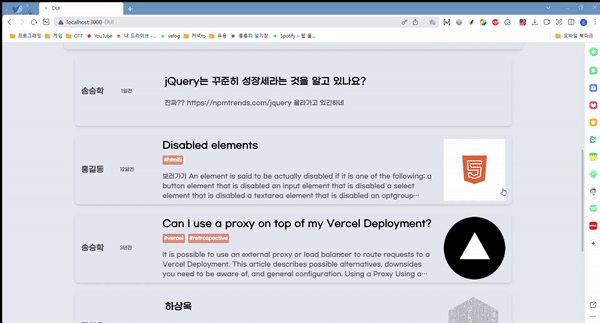 DUI
localhost:3000 DUI
프로그래밍 게임 OTT YouTube 내 드라이브 -... velog 커넥to 유용 홍홍의 일기장 Spotify – 웹 플... 모바일 북마크
jQuery는 꾸준히 성장세라는 것을 알고 있나요?
송승학 1일전
진짜?? https://npmtrends.com/jquery 올라가고 있긴하네
Disabled elements
#html5
홍길동 12일전
보러가기 An element is said to be actually disabled if it is one of the following: a
button element that is disabled an input element that is disabled a select
element that is disabled a textarea element that is disabled an optgroup…
Can I use a proxy on top of my Vercel Deployment?
#vercel #retrospective
송승학
It is possible to use an external proxy or load balancer to route requests to a
Vercel Deployment. This article describes possible alternatives, downsides
you need to be aware of, and general configuration. Using a Proxy Using a…
하상욱